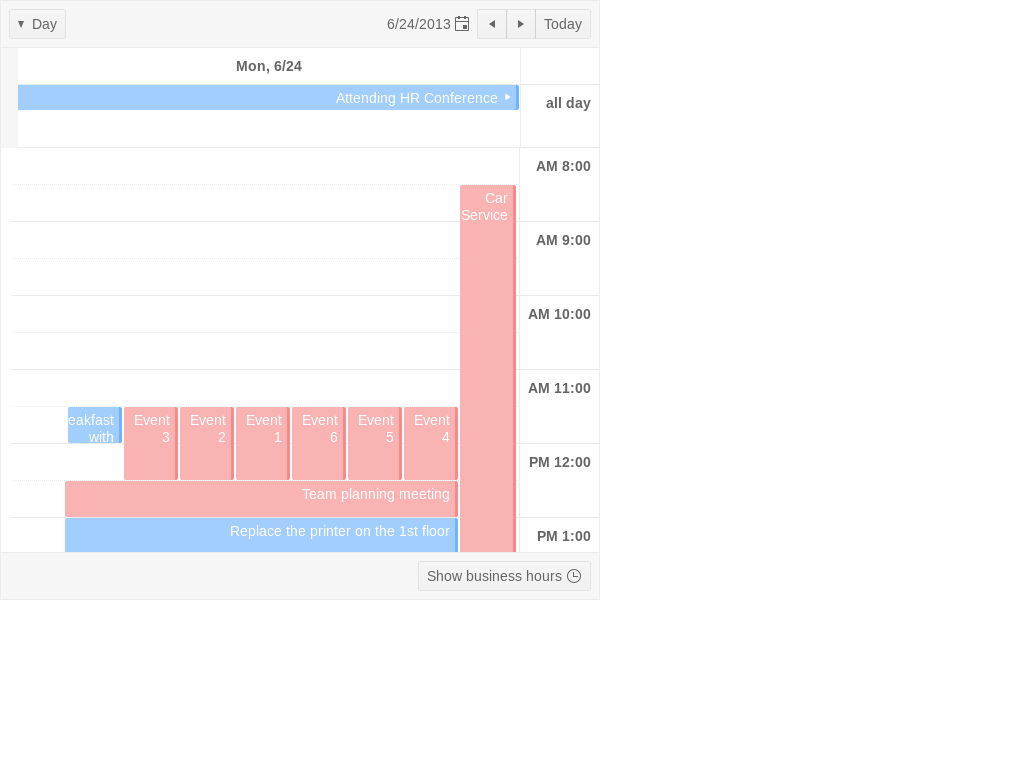 Day
6/24/2013
Today
Mon, 6/24
Attending HR Conference
all day
AM 8:00
Car
Service
AM 9:00
AM 10:00
AM 11:00
eakfast
with
Event
3
Event
2
Event
1
Event
6
Event
5
Event
4
PM 12:00
Team planning meeting
Replace the printer on the 1st floor
PM 1:00
Show business hours